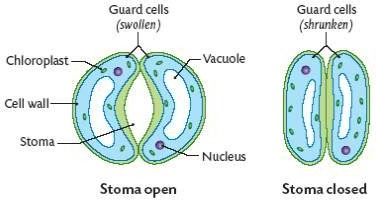 Guard cells
(swollen)
Guard cells
(shrunken)
Chloroplast
Vacuole
Cell wall
Stoma
Nucleus
Stoma open
Stoma closed